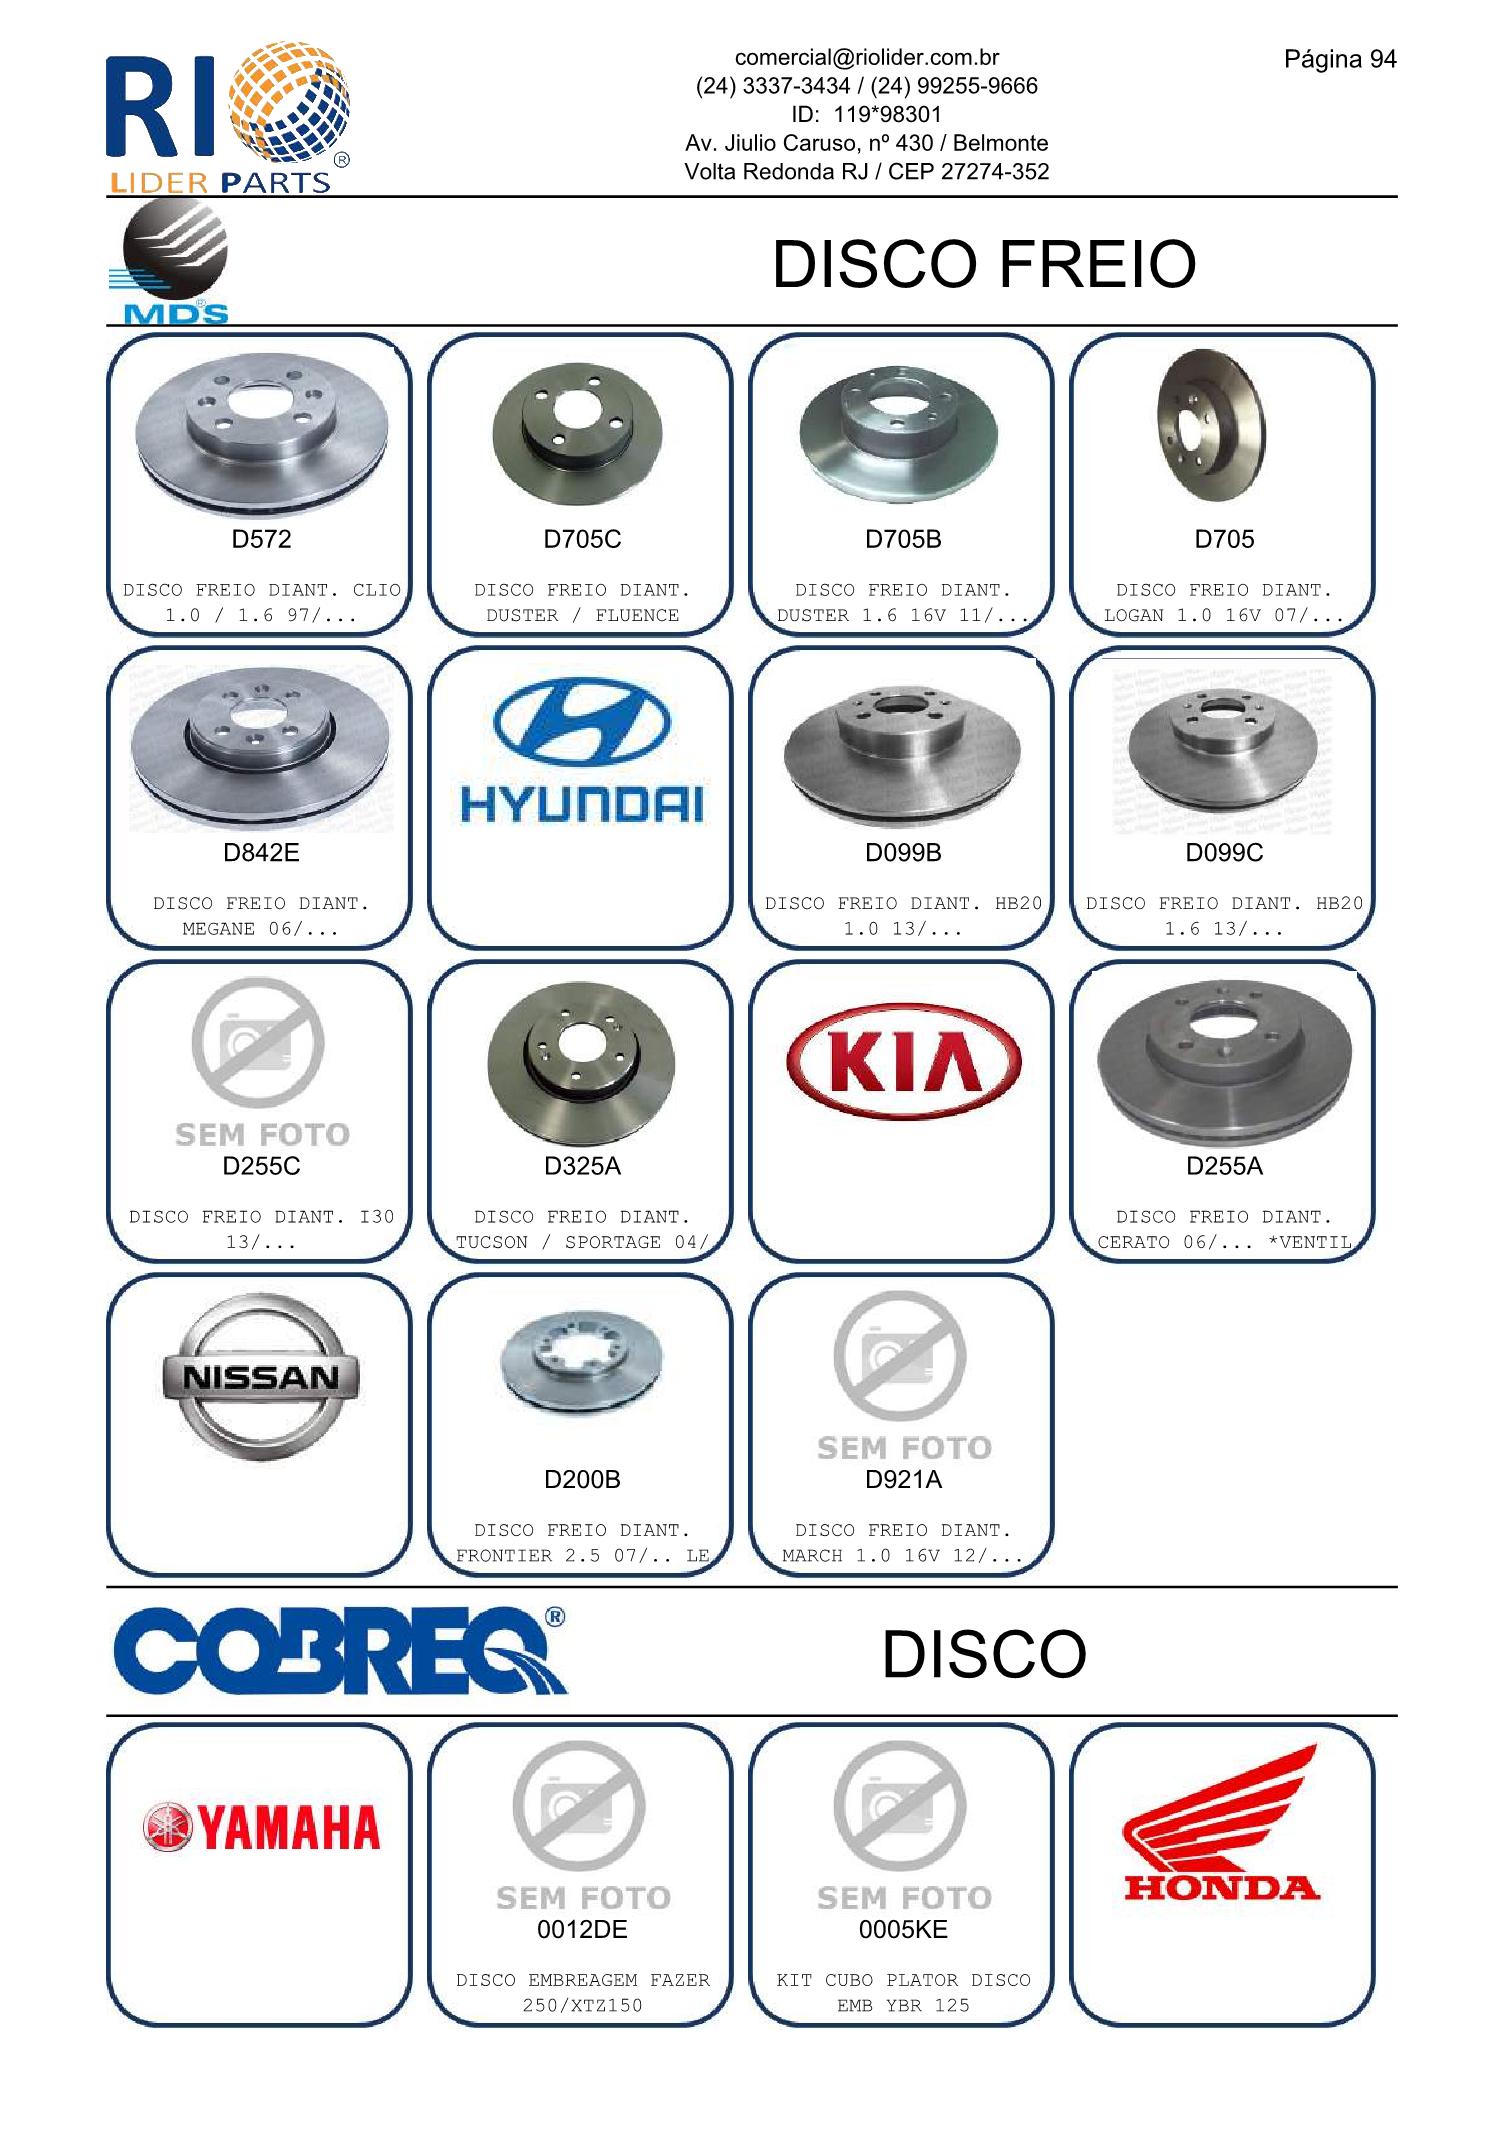 RIO
LIDER PARTS
®
comercial@riolider.com.br
(24) 3337-3434 / (24) 99255-9666
ID: 119*98301
Av. Jiulio Caruso, nº 430 / Belmonte
Volta Redonda RJ / CEP 27274-352
Página 94
MDS®
DISCO FREIO
D572
DISCO FREIO DIANT. CLIO
1.0 / 1.6 97/...
D705C
DISCO FREIO DIANT.
DUSTER / FLUENCE
D705B
DISCO FREIO DIANT.
DUSTER 1.6 16V 11/...
D705
DISCO FREIO DIANT.
LOGAN 1.0 16V 07/...
D842E
DISCO FREIO DIANT.
MEGANE 06/...
HYUNDAI
D099B
DISCO FREIO DIANT. HB20
1.0 13/...
D099C
DISCO FREIO DIANT. HB20
1.6 13/...
SEM FOTO
D255C
DISCO FREIO DIANT. I30
13/...
D325A
DISCO FREIO DIANT.
TUCSON / SPORTAGE 04/
KIA
D255A
DISCO FREIO DIANT.
CERATO 06/... *VENTIL
NISSAN
D200B
DISCO FREIO DIANT.
FRONTIER 2.5 07/.. LE
SEM FOTO
D921A
DISCO FREIO DIANT.
MARCH 1.0 16V 12/...
COBREQ®
DISCO
YAMAHA
SEM FOTO
0012DE
DISCO EMBREAGEM FAZER
250/XTZ150
SEM FOTO
0005KE
KIT CUBO PLATOR DISCO
EMB YBR 125
HONDA